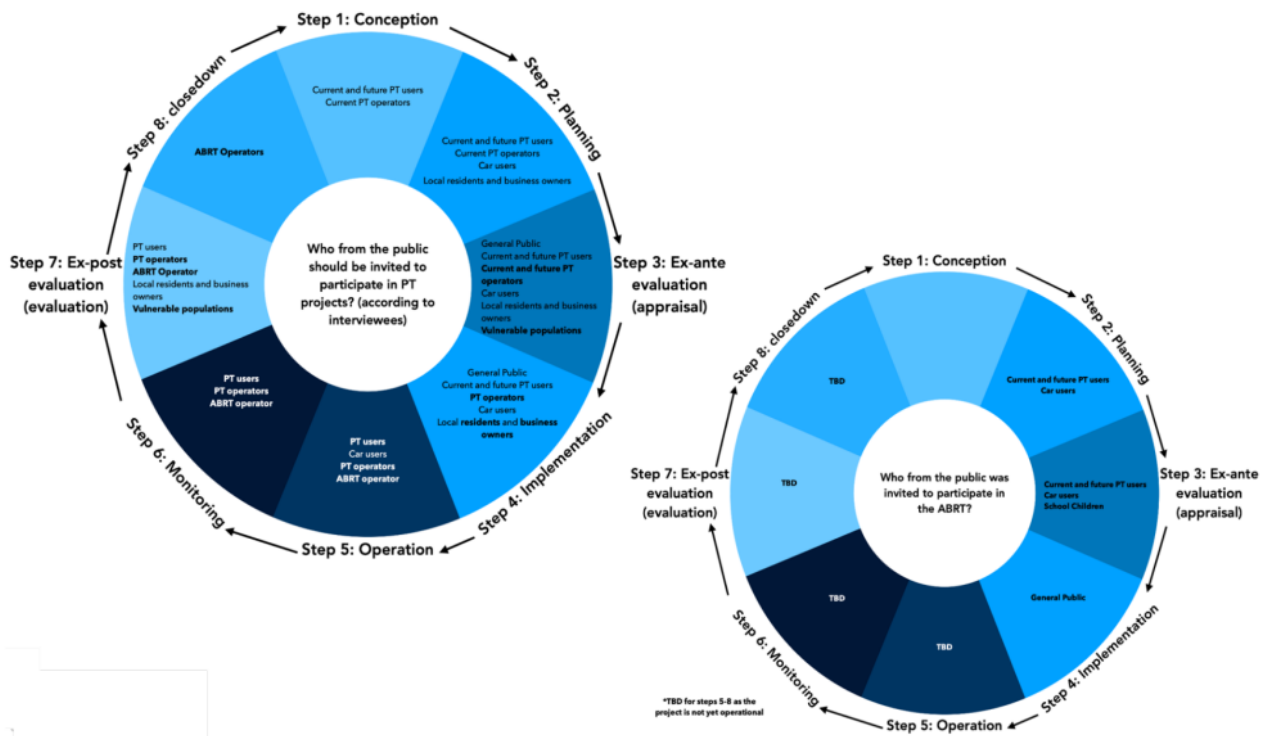 Step 1: Conception
Step 2: Planning
Step 3: Ex-ante
evaluation
(appraisal)
Step 4: Implementation
Step 5: Operation
Step 6: Monitoring
Step 7: Ex-post
evaluation
(evaluation)
Step 8: closedown
Current and future PT users
Current PT operators
Current and future PT users
Current PT operators
Car users
Local residents and business owners
General Public
Current and future PT users
Current and future PT
operators
Car users
Local residents and business
owners
Vulnerable populations
General Public
Current and future PT users
PT operators
Car users
Local residents and business
owners
PT users
Car users
PT operators
ABRT operator
PT users
PT operators
ABRT operator
PT users
PT operators
ABRT Operator
Local residents and business
owners
Vulnerable populations
ABRT Operators
Who from the public
should be invited to
participate in PT
projects? (according to
interviewees)
Step 1: Conception
Step 2: Planning
Step 3: Ex-ante
evaluation
(appraisal)
Step 4: Implementation
Step 5: Operation
Step 6: Monitoring
Step 7: Ex-post
evaluation
(evaluation)
Step 8: closedown
Current and future PT users
Car users
Current and future PT users
Car users
School Children
General Public
TBD
TBD
TBD
TBD
Who from the public was
invited to participate in
the ABRT?
*TBD for steps 5-8 as the
project is not yet operational